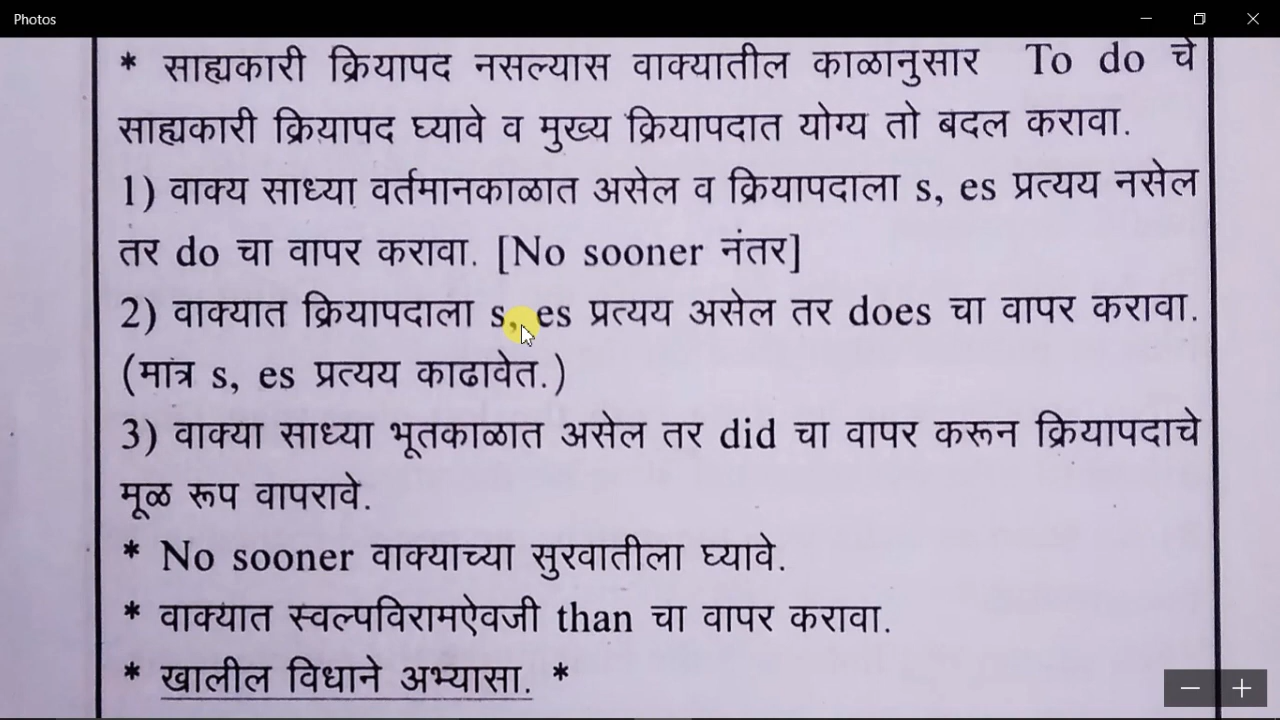 Photos
* साह्यकारी क्रियापद नसल्यास वाक्यातील काळानुसार To do चे
साह्यकारी क्रियापद घ्यावे व मुख्य क्रियापदात योग्य तो बदल करावा.
1) वाक्य साध्या वर्तमानकाळात असेल व क्रियापदाला s, es प्रत्यय नसेल
तर do चा वापर करावा. [No sooner नंतर]
2) वाक्यात क्रियापदाला s, es प्रत्यय असेल तर does चा वापर करावा.
(मात्र s, es प्रत्यय काढावेत.)
3) वाक्या साध्या भूतकाळात असेल तर did चा वापर करून क्रियापदाचे
मूळ रूप वापरावे.
* No sooner वाक्याच्या सुरवातीला घ्यावे.
* वाक्यात स्वल्पविरामऐवजी than चा वापर करावा.
* खालील विधाने अभ्यासा. *